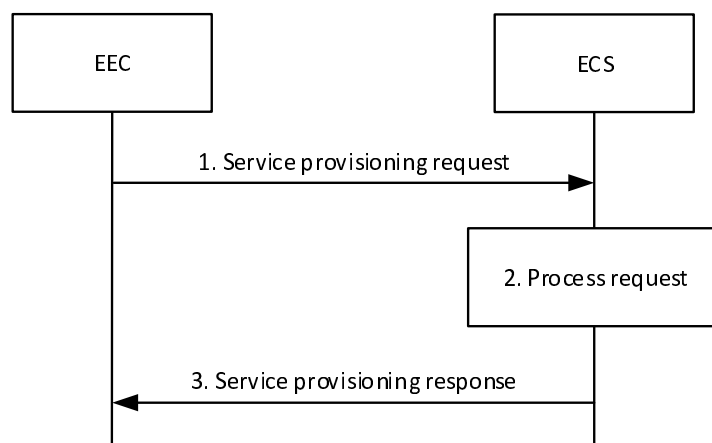 EEC
ECS
1. Service provisioning request
2. Process request
3. Service provisioning response